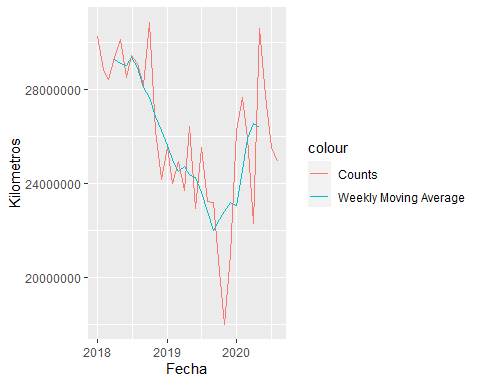 Kilometros
28000000
24000000
20000000
2018
2019
2020
Fecha
colour
Counts
Weekly Moving Average